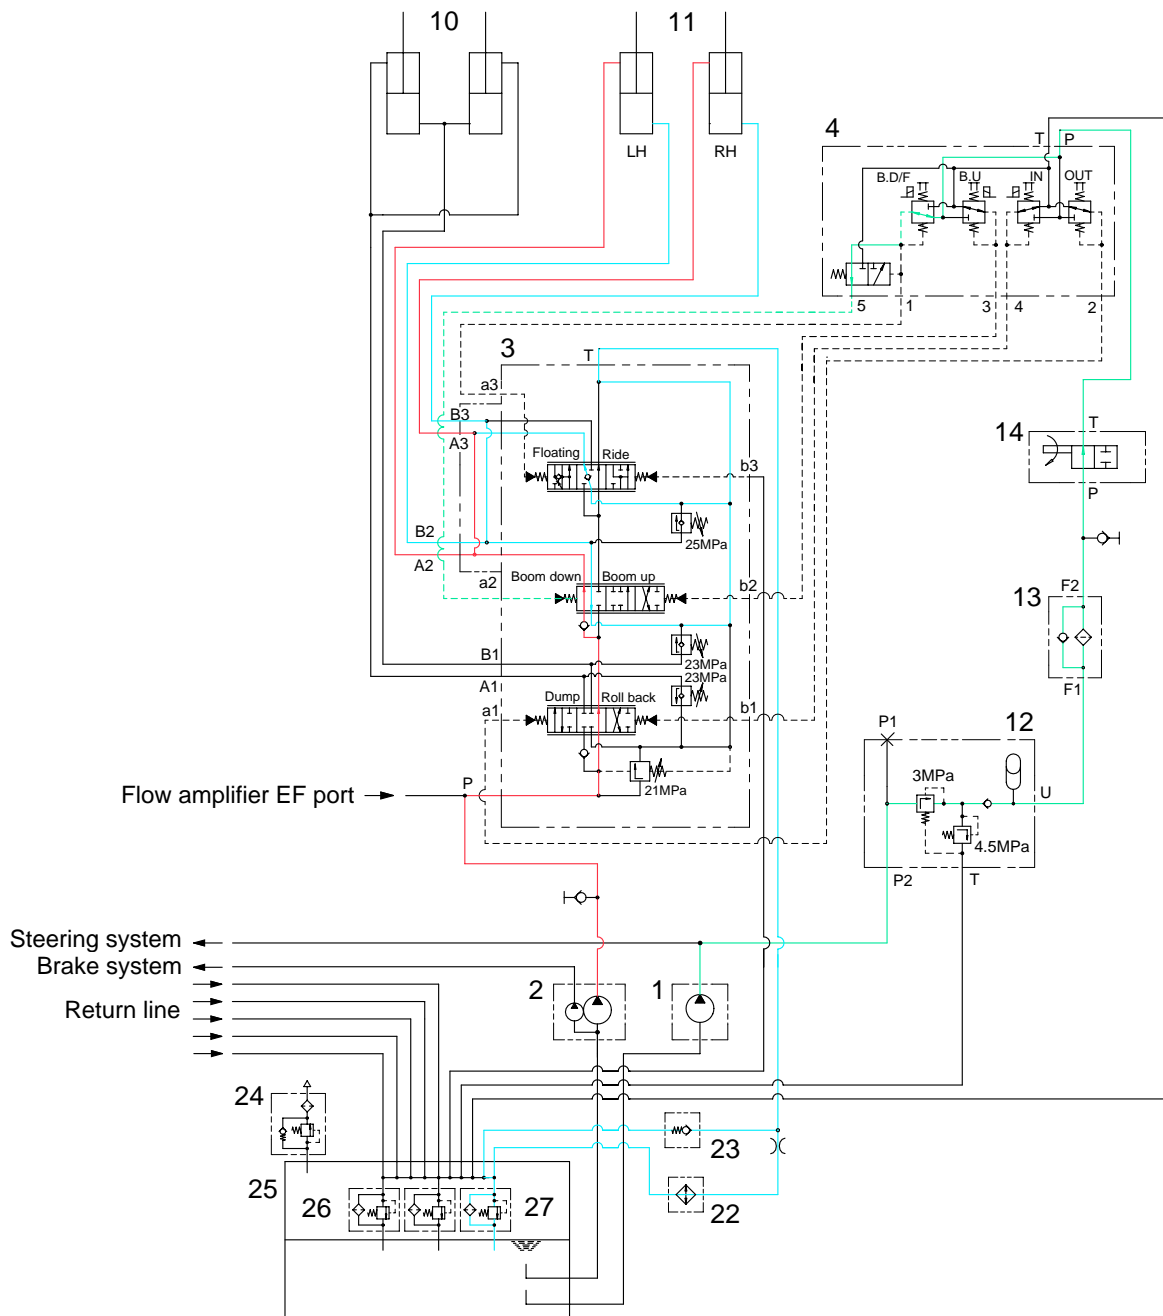 10
11
LH
RH
4
T
P
B.D/F
B.U
IN
OUT
5
1
3
4
2
3
T
a3
B3
A3
Floating
Ride
b3
14
T
P
B2
25MPa
A2
a2
Boom down
Boom up
b2
13
F2
F1
B1
23MPa
A1
23MPa
Dump
Roll back
a1
b1
P1
12
3MPa
U
4.5MPa
P2
T
Flow amplifier EF port
P
21MPa
Steering system
Brake system
Return line
2
1
24
23
25
26
27
22